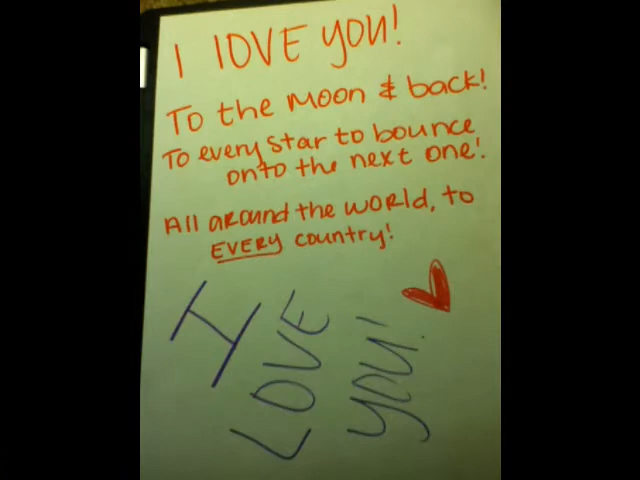 I lOVE YOU!
To the Moon & back!
To every star to bounce
onto the next one!
All around the world, to
EVERY country!
I
LOVE
YOU!